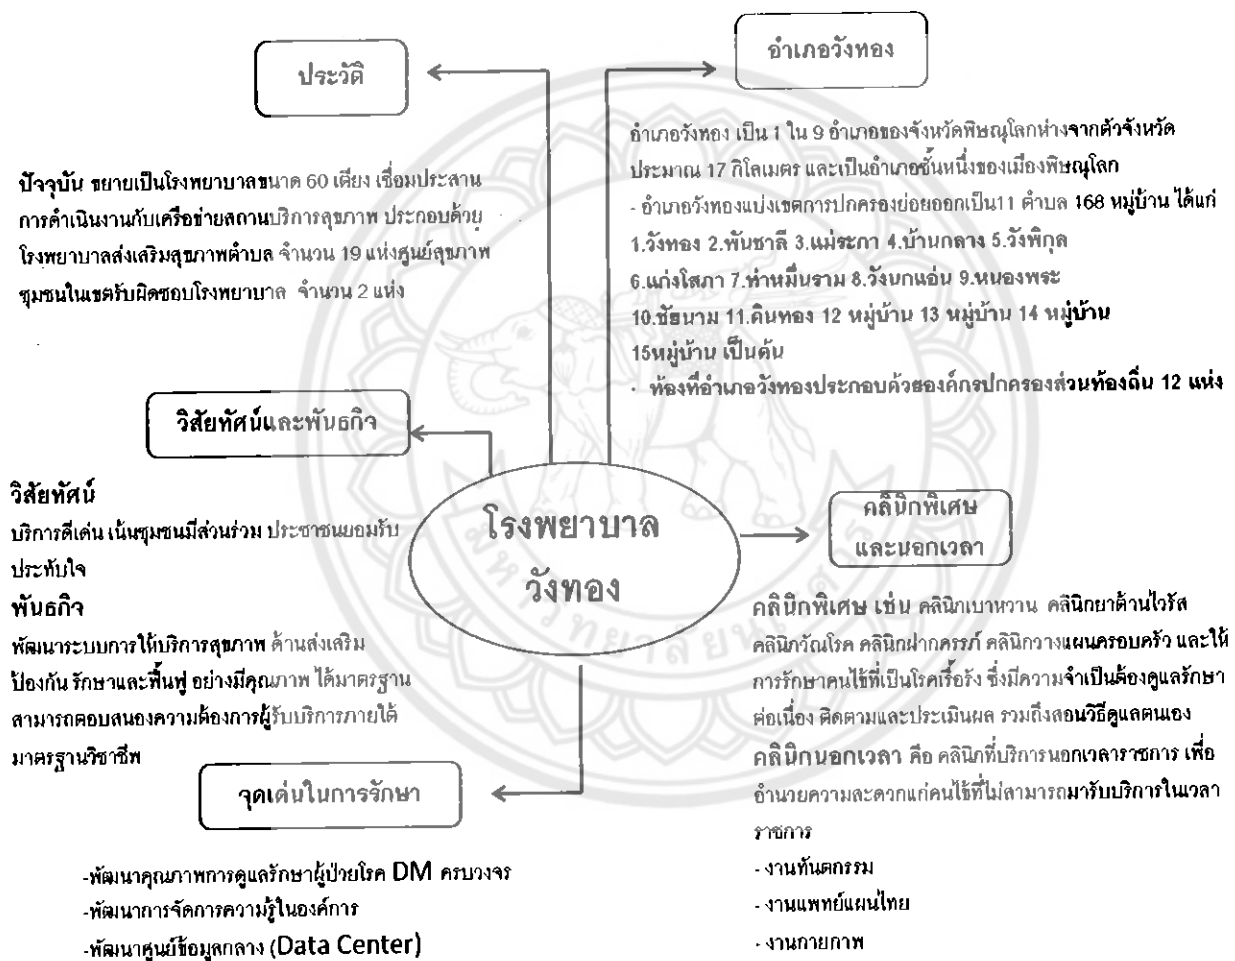 ประวัติ
ปัจจุบัน ขยายเป็นโรงพยาบาลขนาด 60 เตียง เชื่อมประสาน
การดำเนินงานกับเครือข่ายสถานบริการสุขภาพ ประกอบด้วย
โรงพยาบาลส่งเสริมสุขภาพตำบล จำนวน 19 แห่งศูนย์สุขภาพ
ชุมชนในเขตรับผิดชอบโรงพยาบาล จำนวน 2 แห่ง
อำเภอวังทอง
อำเภอวังทอง เป็น 1 ใน 9 อำเภอของจังหวัดพิษณุโลกห่างจากตัวจังหวัด
ประมาณ 17 กิโลเมตร และเป็นอำเภอชั้นหนึ่งของเมืองพิษณุโลก
- อำเภอวังทองแบ่งเขตการปกครองย่อยออกเป็น11 ตำบล 168 หมู่บ้าน ได้แก่
1.วังทอง 2.พันชาลี 3.แม่ระกา 4.บ้านกลาง 5.วังพิกุล
6.แก่งโสภา 7.ท่าหมื่นราม 8.วังนกแอ่น 9.หนองพระ
10.ชัยนาม 11.ดินทอง 12 หมู่บ้าน 13 หมู่บ้าน 14 หมู่บ้าน
15หมู่บ้าน เป็นต้น
· ท้องที่อำเภอวังทองประกอบด้วยองค์กรปกครองส่วนท้องถิ่น 12 แห่ง
วิสัยทัศน์และพันธกิจ
วิสัยทัศน์
บริการดีเด่น เน้นชุมชนมีส่วนร่วม ประชาชนยอมรับ
ประทับใจ
พันธกิจ
พัฒนาระบบการให้บริการสุขภาพ ด้านส่งเสริม
ป้องกัน รักษาและฟื้นฟู อย่างมีคุณภาพ ได้มาตรฐาน
สามารถตอบสนองความต้องการผู้รับบริการภายใต้
มาตรฐานวิชาชีพ
โรงพยาบาล
วังทอง
คลินิกพิเศษ
และนอกเวลา
คลินิกพิเศษ เช่น คลินิกเบาหวาน คลินิกยาต้านไวรัส
คลินิกวัณโรค คลินิกฝากครรภ์ คลินิกวางแผนครอบครัว และให้
การรักษาคนไข้ที่เป็นโรคเรื้อรัง ซึ่งมีความจำเป็นต้องดูแลรักษา
ต่อเนื่อง ติดตามและประเมินผล รวมถึงสอนวิธีดูแลตนเอง
คลินิกนอกเวลา คือ คลินิกที่บริการนอกเวลาราชการ เพื่อ
อำนวยความสะดวกแก่คนไข้ที่ไม่สามารถมารับบริการในเวลา
ราชการ
- งานทันตกรรม
- งานแพทย์แผนไทย
- งานกายภาพ
จุดเด่นในการรักษา
-พัฒนาคุณภาพการดูแลรักษาผู้ป่วยโรค DM ครบวงจร
-พัฒนาการจัดการความรู้ในองค์การ
-พัฒนาศูนย์ข้อมูลกลาง (Data Center)
มหาวิทยาลัยนเรศวร